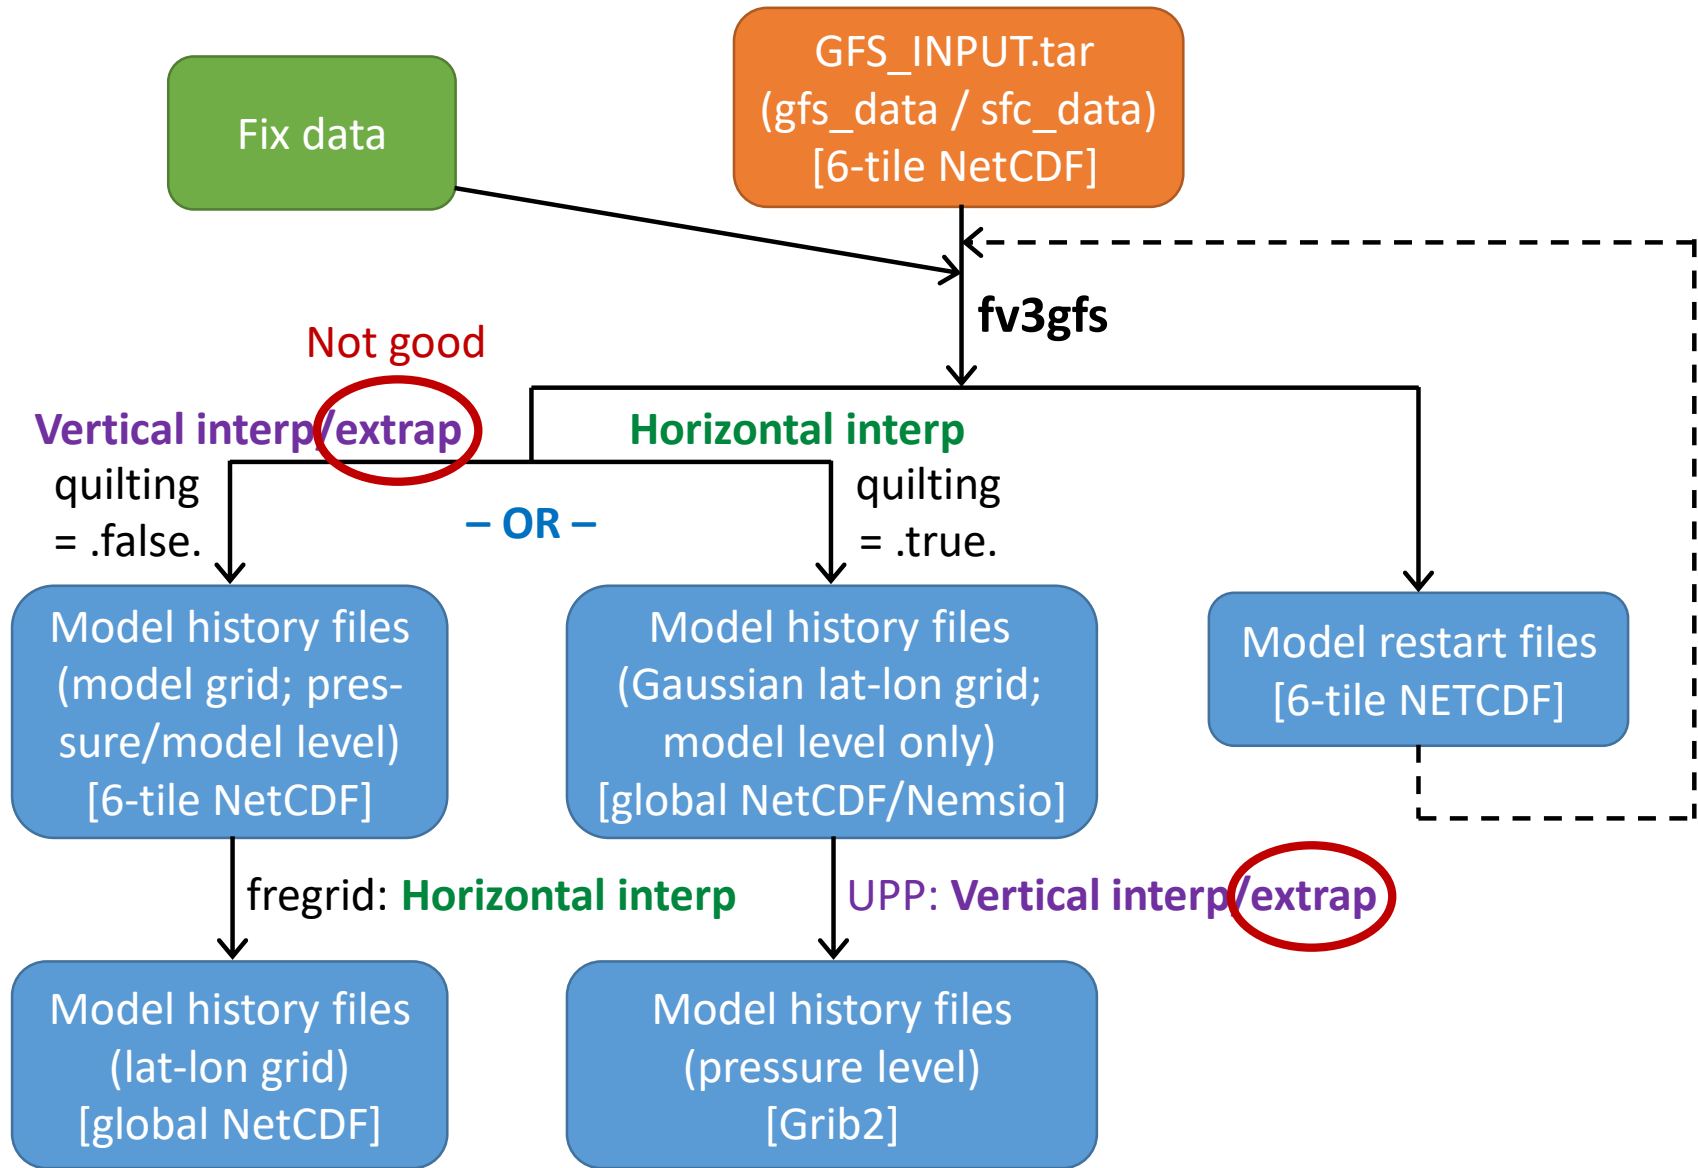 GFS_INPUT.tar
(gfs_data / sfc_data)
[6-tile NetCDF]
Fix data
fv3gfs
Not good
Vertical interp/extrap
Horizontal interp
quilting
= .false.
– OR –
quilting
= .true.
Model history files
(model grid; pres-
sure/model level)
[6-tile NetCDF]
Model history files
(Gaussian lat-lon grid;
model level only)
[global NetCDF/Nemsio]
Model restart files
[6-tile NETCDF]
fregrid: Horizontal interp
UPP: Vertical interp/extrap
Model history files
(lat-lon grid)
[global NetCDF]
Model history files
(pressure level)
[Grib2]